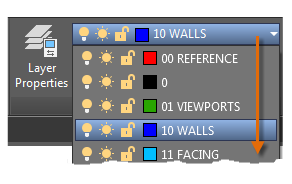 10 WALLS
Layer
Properties
00 REFERENCE
0
01 VIEWPORTS
10 WALLS
11 FACING